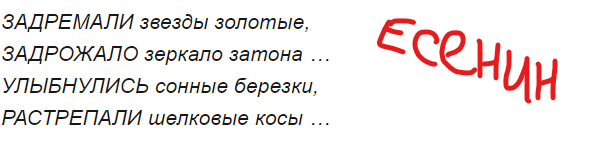 ЗАДРЕМАЛИ звезды золотые,
ЗАДРОЖАЛО зеркало затона …
УЛЫБНУЛИСЬ сонные березки,
РАСТРЕПАЛИ шелковые косы …
ЕСЕНИН